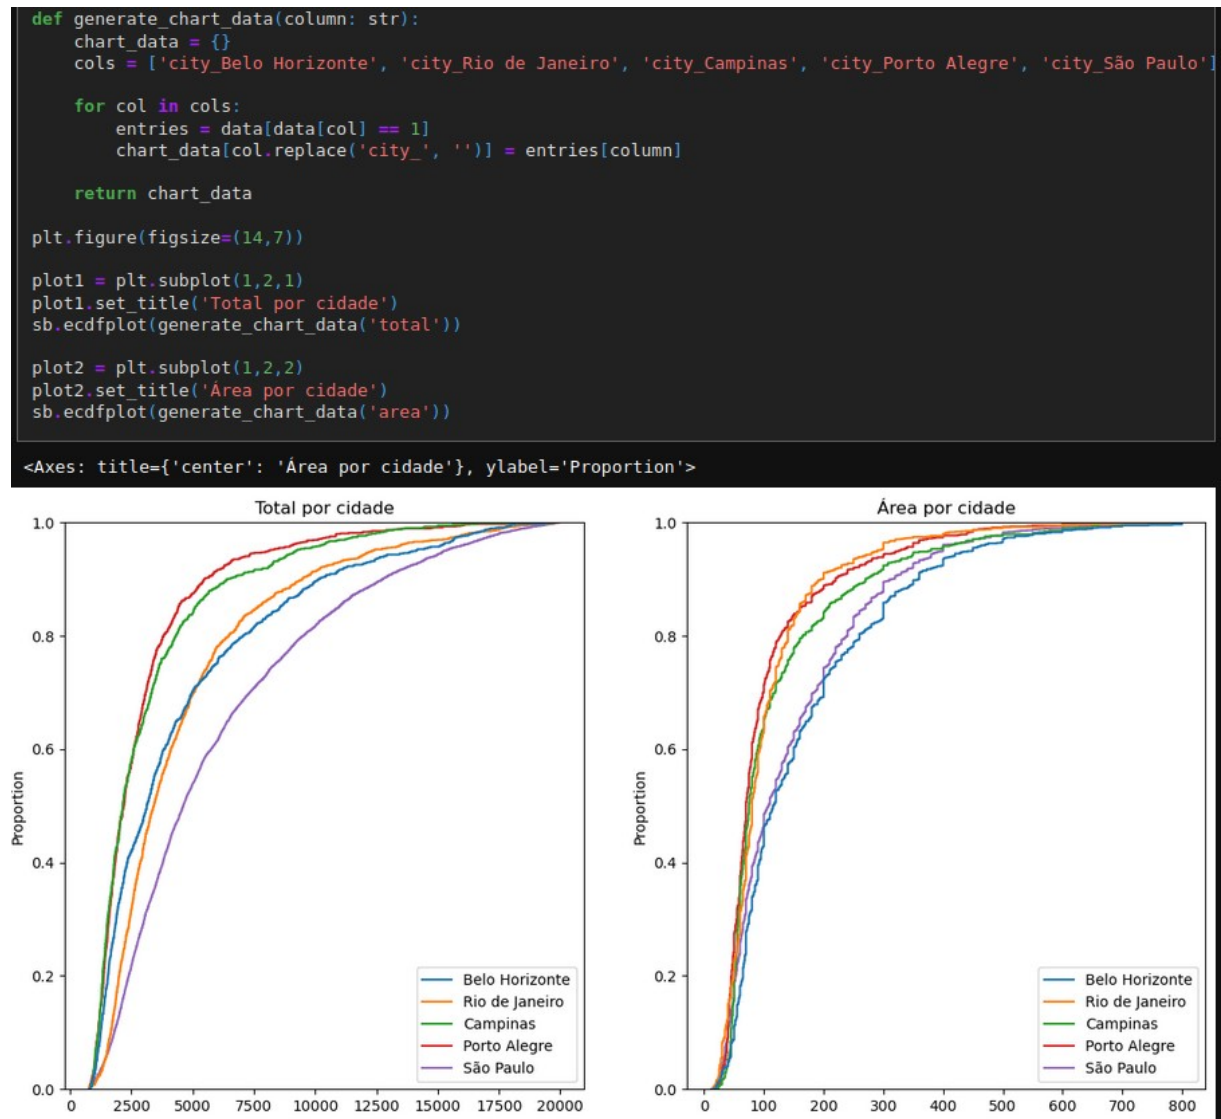 def generate_chart_data(column: str):
chart_data = {}
cols = ['city_Belo Horizonte', 'city_Rio de Janeiro', 'city_Campinas', 'city_Porto Alegre', 'city_São Paulo']
for col in cols:
entries = data[data[col] == 1]
chart_data[col.replace('city_', '')] = entries[column]
return chart_data
plt.figure(figsize=(14,7))
plot1 = plt.subplot(1,2,1)
plot1.set_title('Total por cidade')
sb.ecdfplot(generate_chart_data('total'))
plot2 = plt.subplot(1,2,2)
plot2.set_title('Área por cidade')
sb.ecdfplot(generate_chart_data('area'))
<Axes: title={'center': 'Área por cidade'}, ylabel='Proportion'>
Total por cidade
1.0
0.8
0.6
0.4
0.2
0.0
Proportion
Belo Horizonte
Rio de Janeiro
Campinas
Porto Alegre
São Paulo
0 2500 5000 7500 10000 12500 15000 17500 20000
Área por cidade
1.0
0.8
0.6
0.4
0.2
0.0
Proportion
Belo Horizonte
Rio de Janeiro
Campinas
Porto Alegre
São Paulo
0 100 200 300 400 500 600 700 800